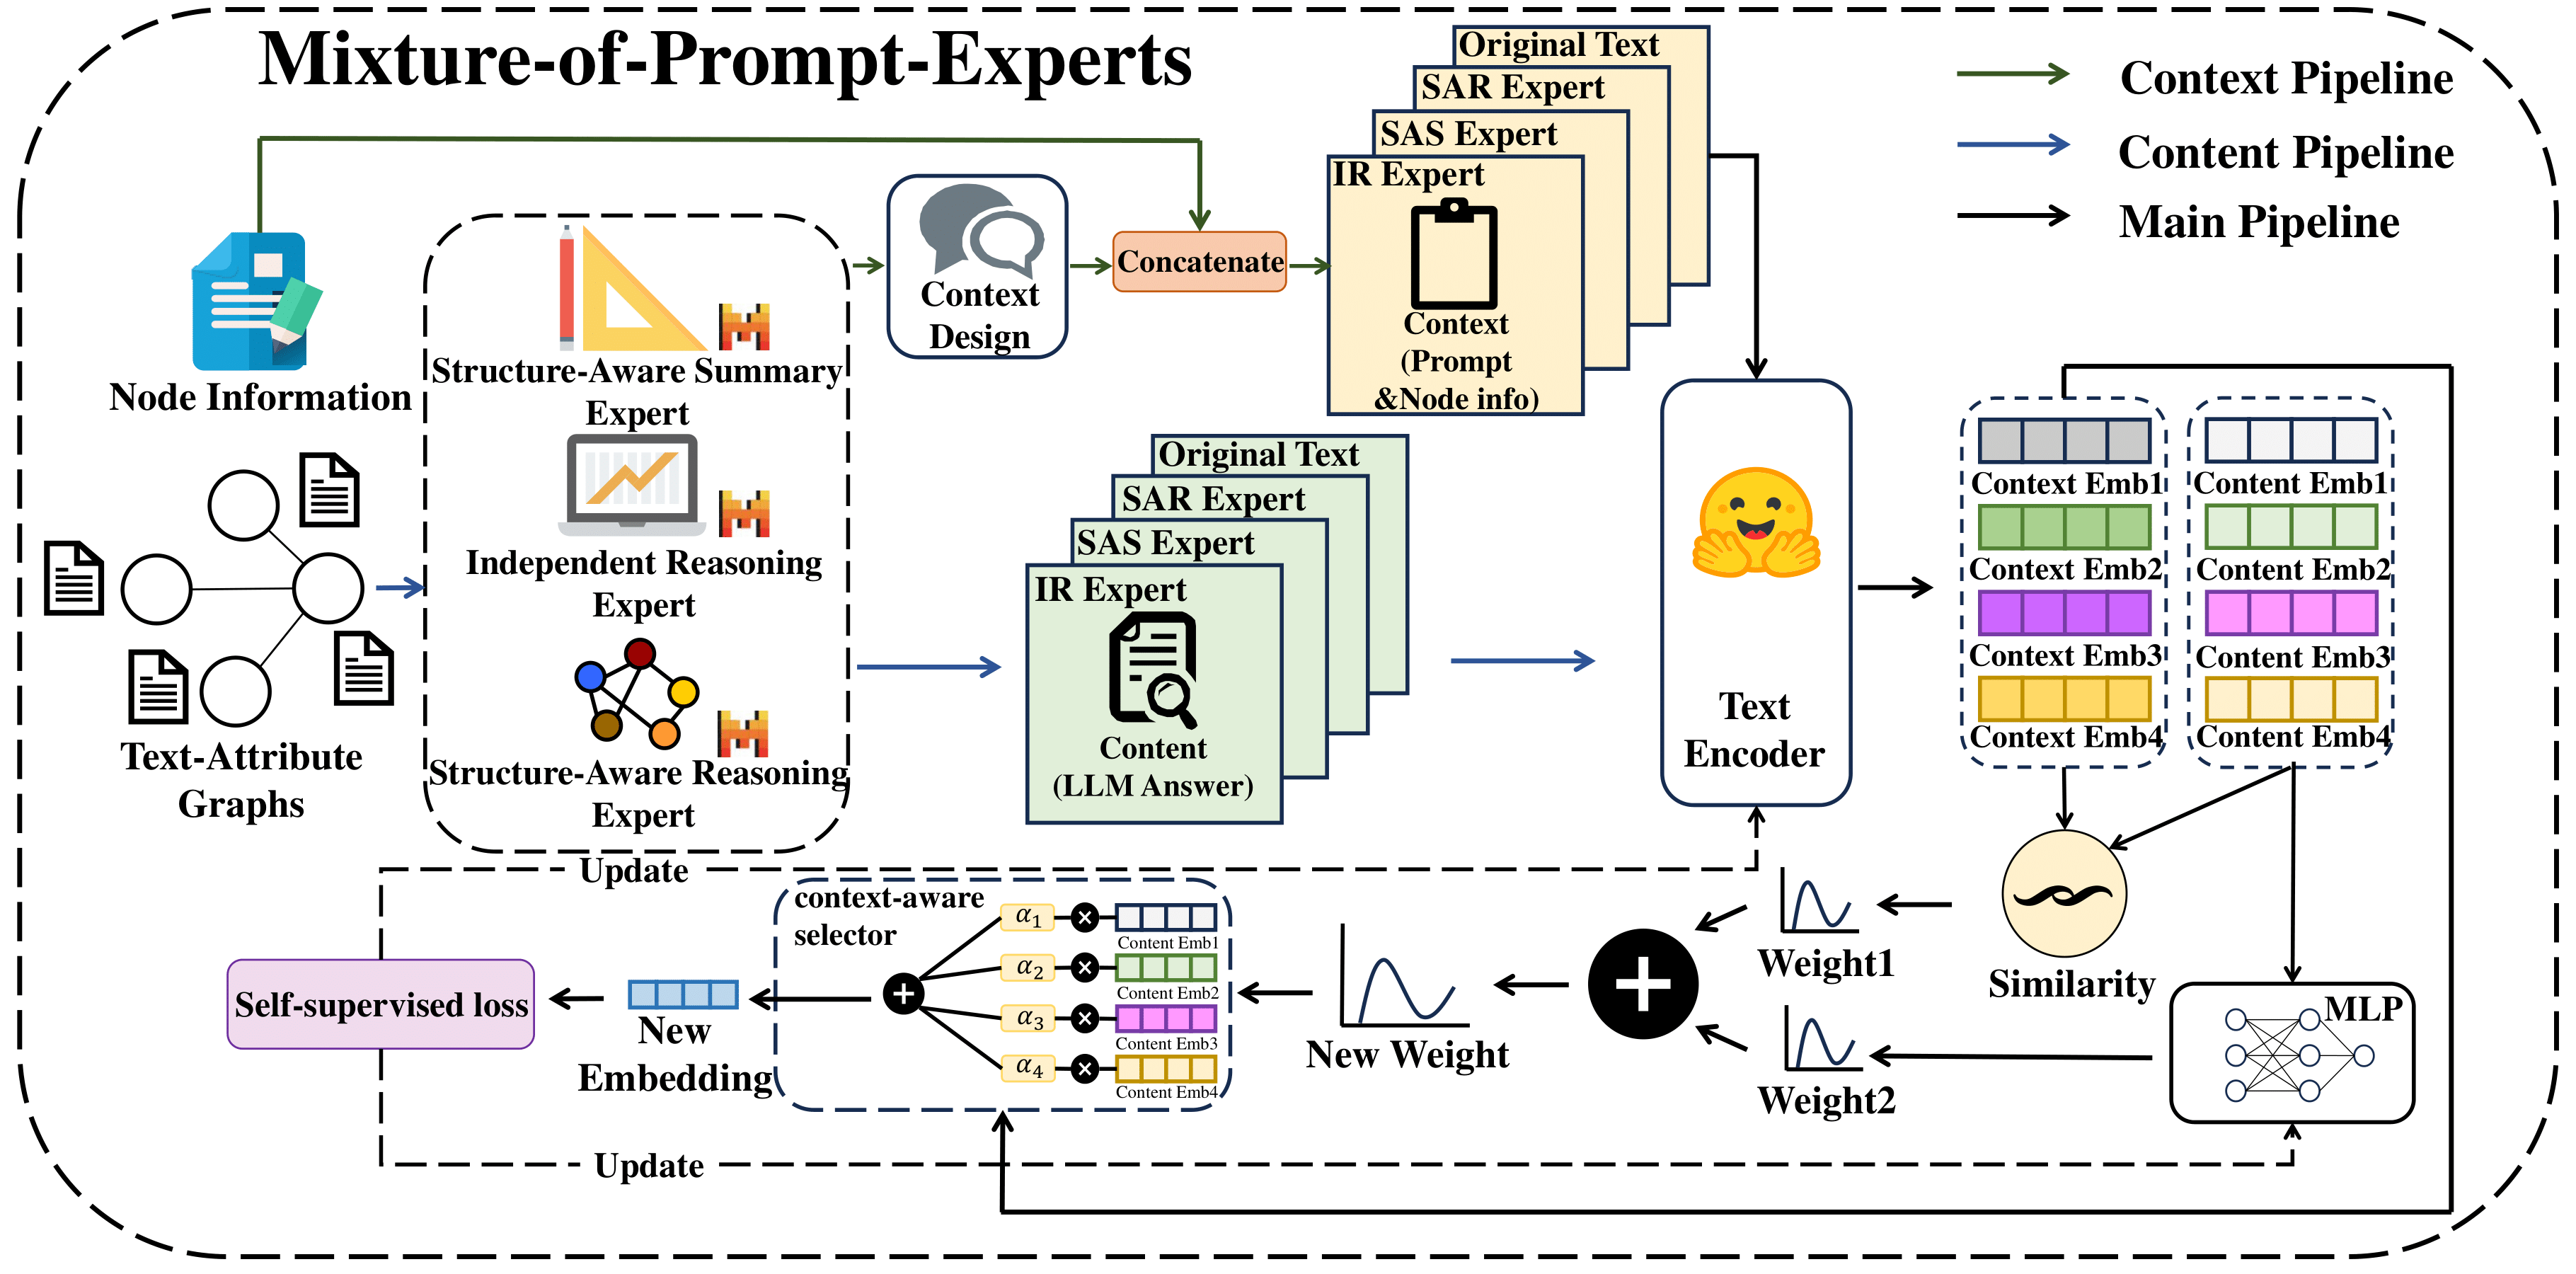 Mixture-of-Prompt-Experts
Context Pipeline
Content Pipeline
Main Pipeline
Node Information
Text-Attribute
Graphs
Structure-Aware Summary
Expert
Independent Reasoning
Expert
Structure-Aware Reasoning
Expert
Context
Design
Concatenate
Original Text
SAR Expert
SAS Expert
IR Expert
Context
(Prompt
&Node info)
Original Text
SAR Expert
SAS Expert
IR Expert
Content
(LLM Answer)
Text
Encoder
Context Emb1
Context Emb2
Context Emb3
Context Emb4
Content Emb1
Content Emb2
Content Emb3
Content Emb4
Similarity
MLP
Weight1
Weight2
New Weight
context-aware
selector
α1
α2
α3
α4
Content Emb1
Content Emb2
Content Emb3
Content Emb4
New
Embedding
Self-supervised loss
Update
Update